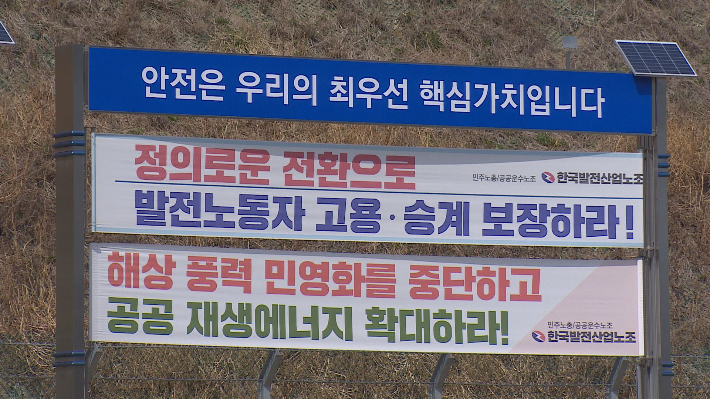 안전은 우리의 최우선 핵심가치입니다
정의로운 전환으로
민주노총/공공운수노조 한국발전산업노조
발전노동자 고용·승계 보장하라!
해상 풍력 민영화를 중단하고
공공 재생에너지 확대하라!
민주노총/공공운수노조
한국발전산업노조